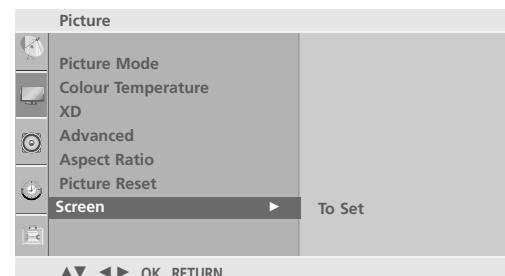 Picture
Picture Mode
Colour Temperature
XD
Advanced
Aspect Ratio
Picture Reset
Screen ► To Set
▲▼ ◄ ► OK RETURN